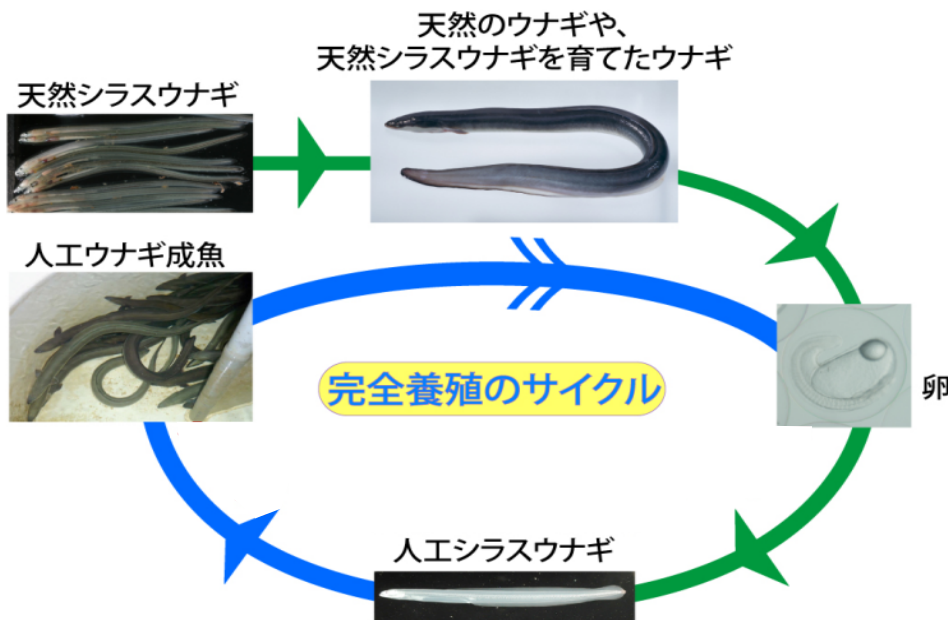 天然のウナギや、
天然シラスウナギを育てたウナギ
天然シラスウナギ
人工ウナギ成魚
完全養殖のサイクル
卵
人工シラスウナギ